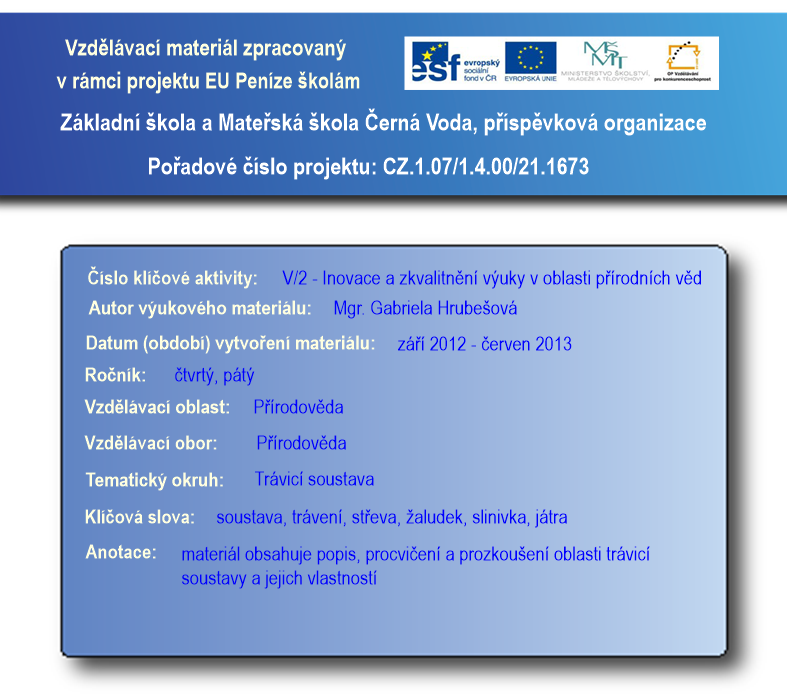 Vzdělávací materiál zpracovaný
v rámci projektu EU Peníze školám
esf evropský
sociální
fond v ČR
EVROPSKÁ UNIE
MINISTERSTVO ŠKOLSTVÍ,
MLÁDEŽE A TĚLOVÝCHOVY
OP Vzdělávání
pro konkurenceschopnost
Základní škola a Mateřská škola Černá Voda, příspěvková organizace
Pořadové číslo projektu: CZ.1.07/1.4.00/21.1673
Číslo klíčové aktivity: V/2 - Inovace a zkvalitnění výuky v oblasti přírodních věd
Autor výukového materiálu: Mgr. Gabriela Hrubešová
Datum (období) vytvoření materiálu: září 2012 - červen 2013
Ročník: čtvrtý, pátý
Vzdělávací oblast: Přírodověda
Vzdělávací obor: Přírodověda
Tematický okruh: Trávicí soustava
Klíčová slova: soustava, trávení, střeva, žaludek, slinivka, játra
Anotace: materiál obsahuje popis, procvičení a prozkoušení oblasti trávicí
soustavy a jejich vlastností